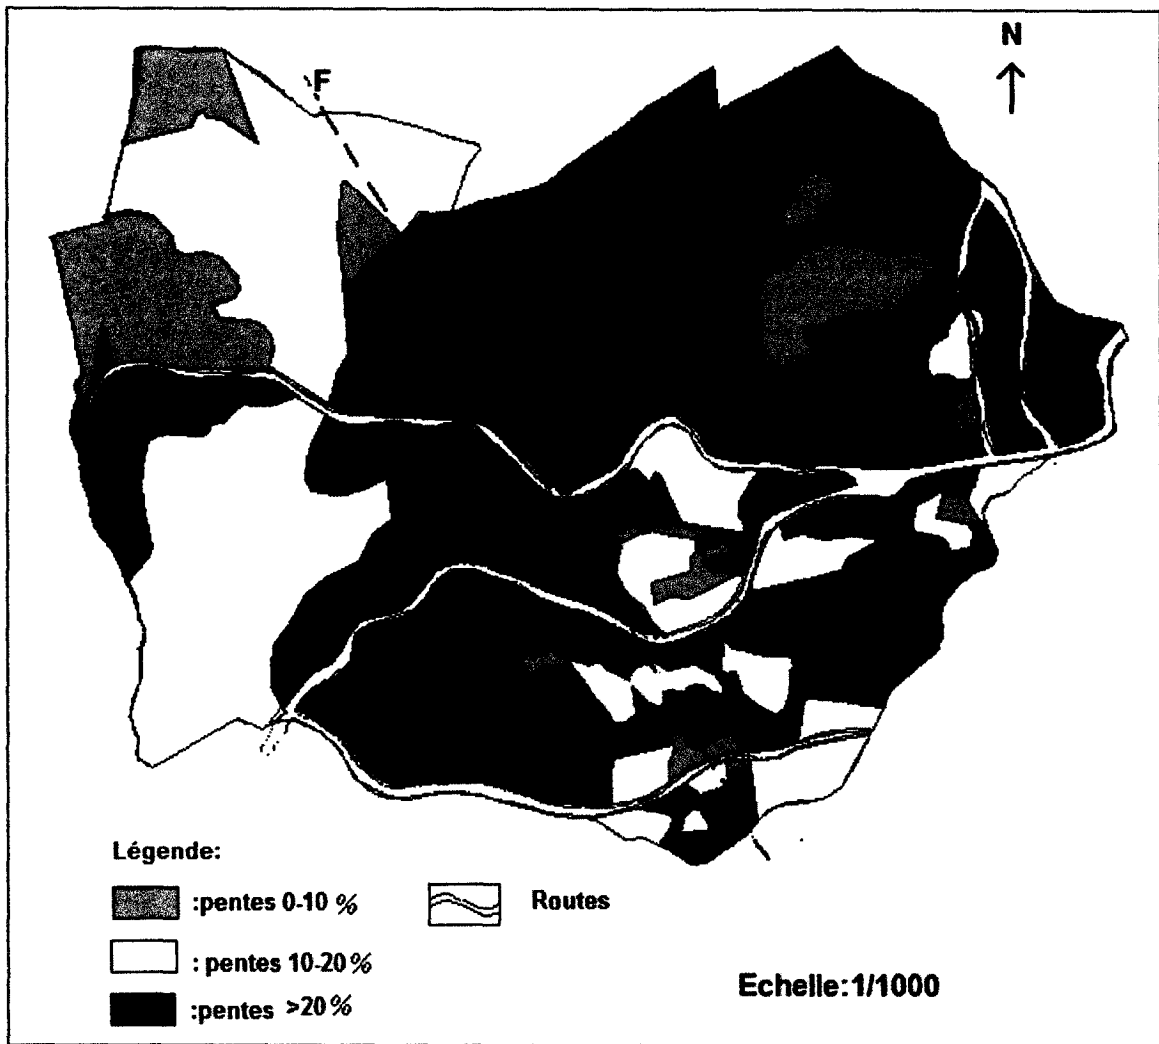 N
F
Légende:
:pentes 0-10 %
Routes
: pentes 10-20%
:pentes >20%
Echelle:1/1000